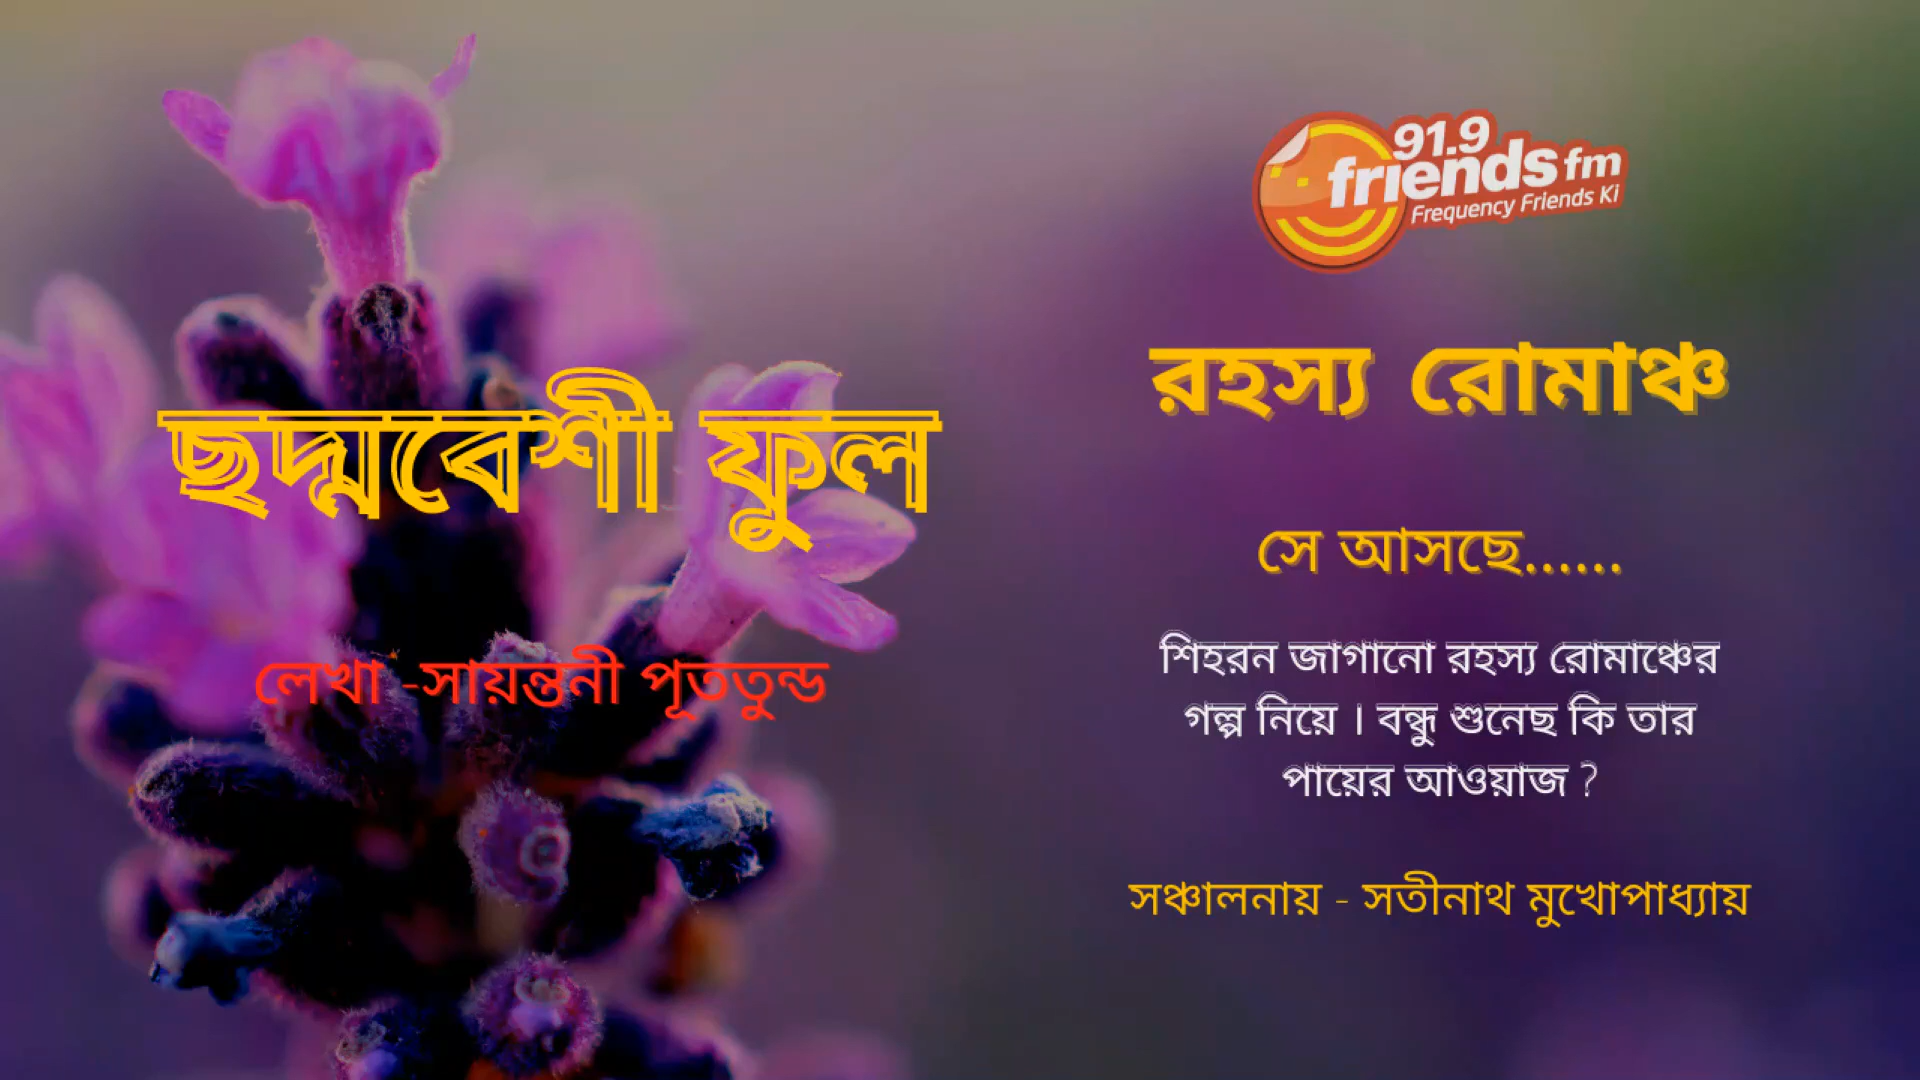 ছদ্মবেশী ফুল
লেখা -সায়ন্তনী পূততুন্ড
91.9
friends fm
Frequency Friends Ki
রহস্য রোমাঞ্চ
সে আসছে......
শিহরন জাগানো রহস্য রোমাঞ্চের
গল্প নিয়ে । বন্ধু শুনেছ কি তার
পায়ের আওয়াজ ?
সঞ্চালনায় - সতীনাথ মুখোপাধ্যায়